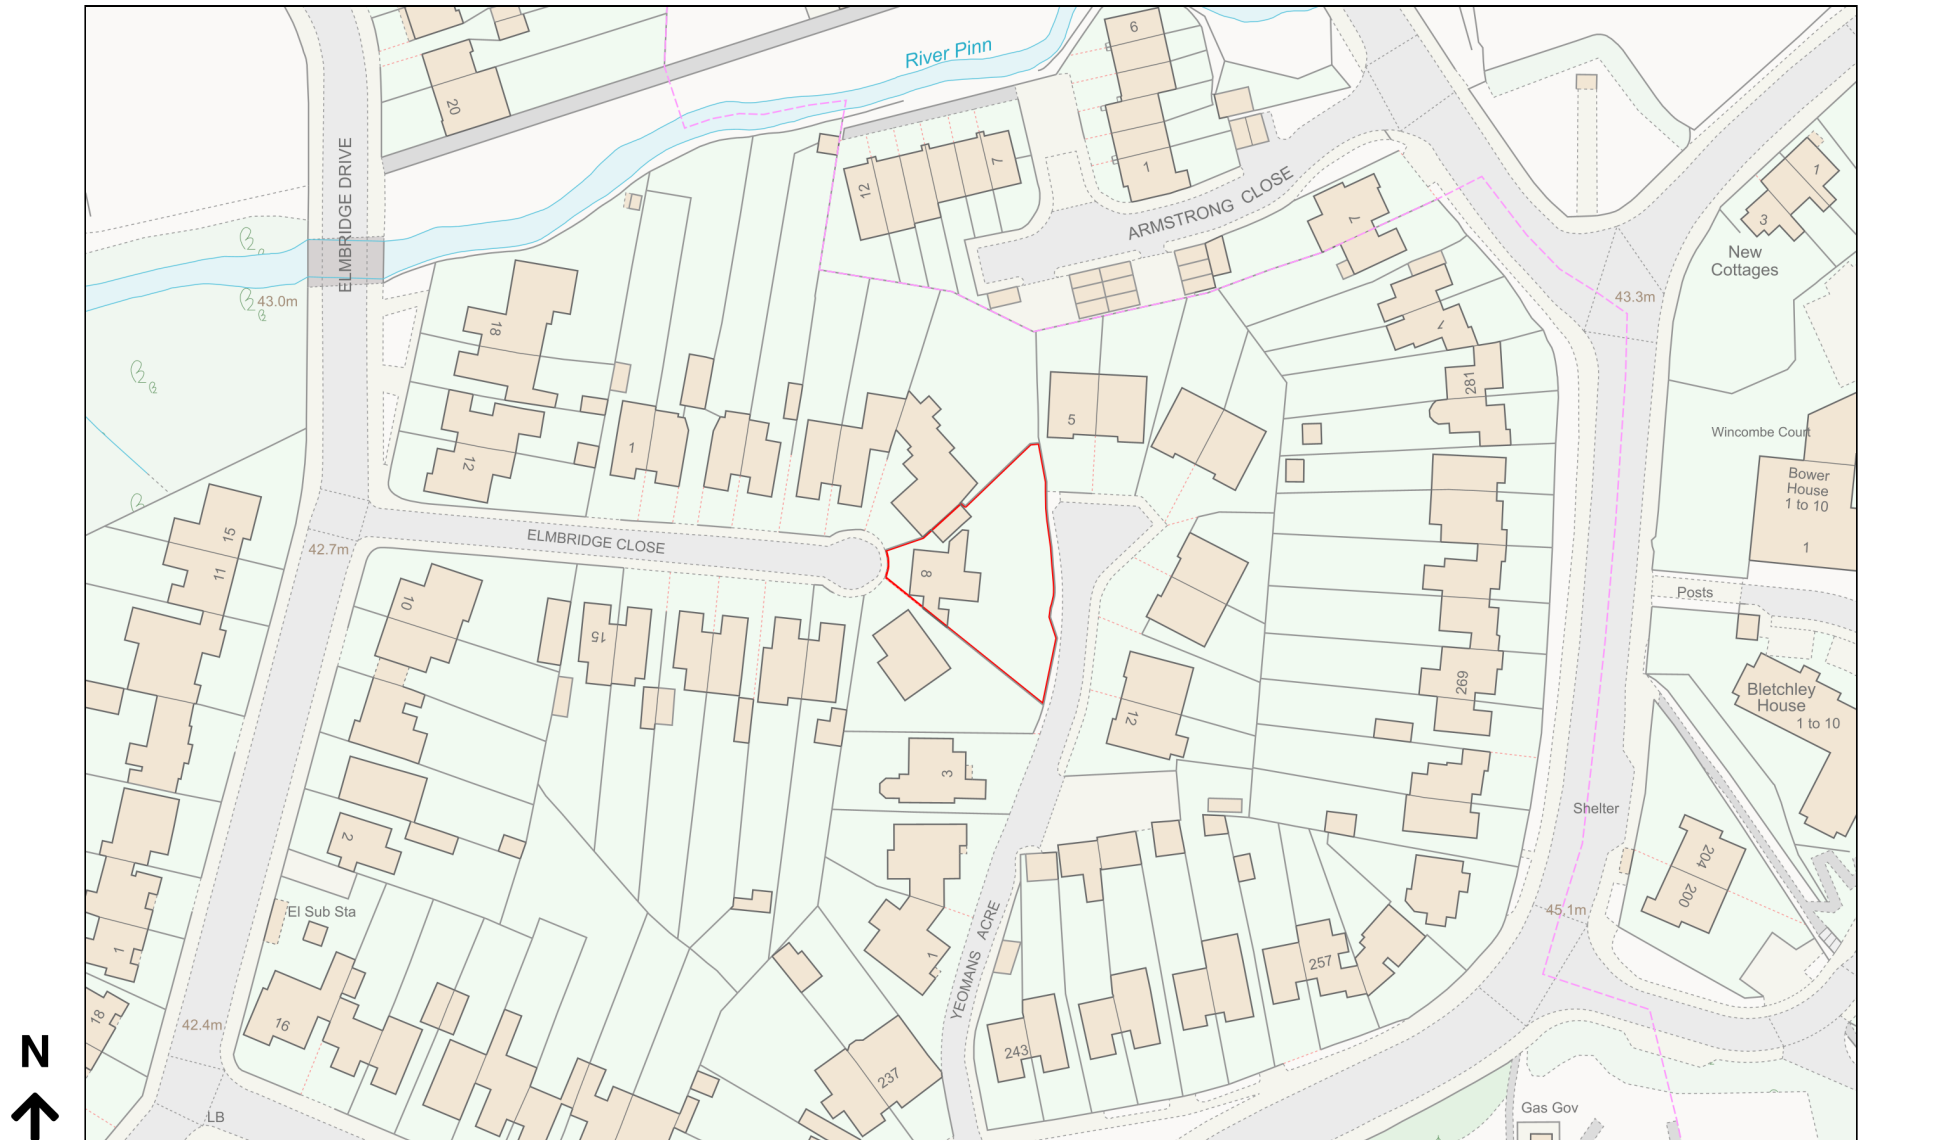 6
River Pinn
20
ELMBRIDGE DRIVE
12
7
1
ARMSTRONG CLOSE
7
1
3
New
Cottages
43.0m
43.3m
18
1
281
5
1
12
Wincombe Court
Bower
House
1 to 10
1
15
11
42.7m
ELMBRIDGE CLOSE
8
10
15
Posts
269
Bletchley
House
1 to 10
12
3
Shelter
2
204
200
El Sub Sta
45.1m
1
1
257
YEOMANS ACRE
18
42.4m
16
243
237
N
LB
Gas Gov